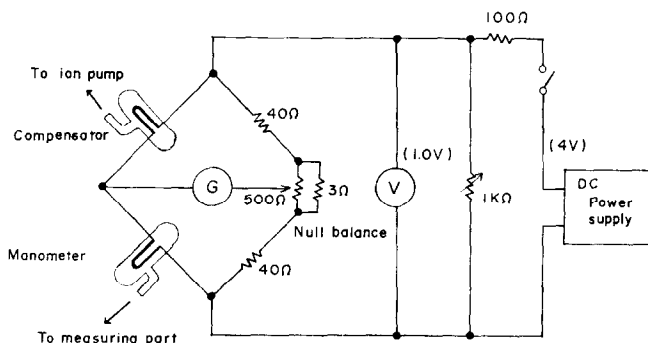 100Ω
To ion pump
40Ω
Compensator
(1.0V)
(4V)
G
500Ω
3Ω
V
1KΩ
DC
Power
supply
Null balance
Manometer
40Ω
To measuring part